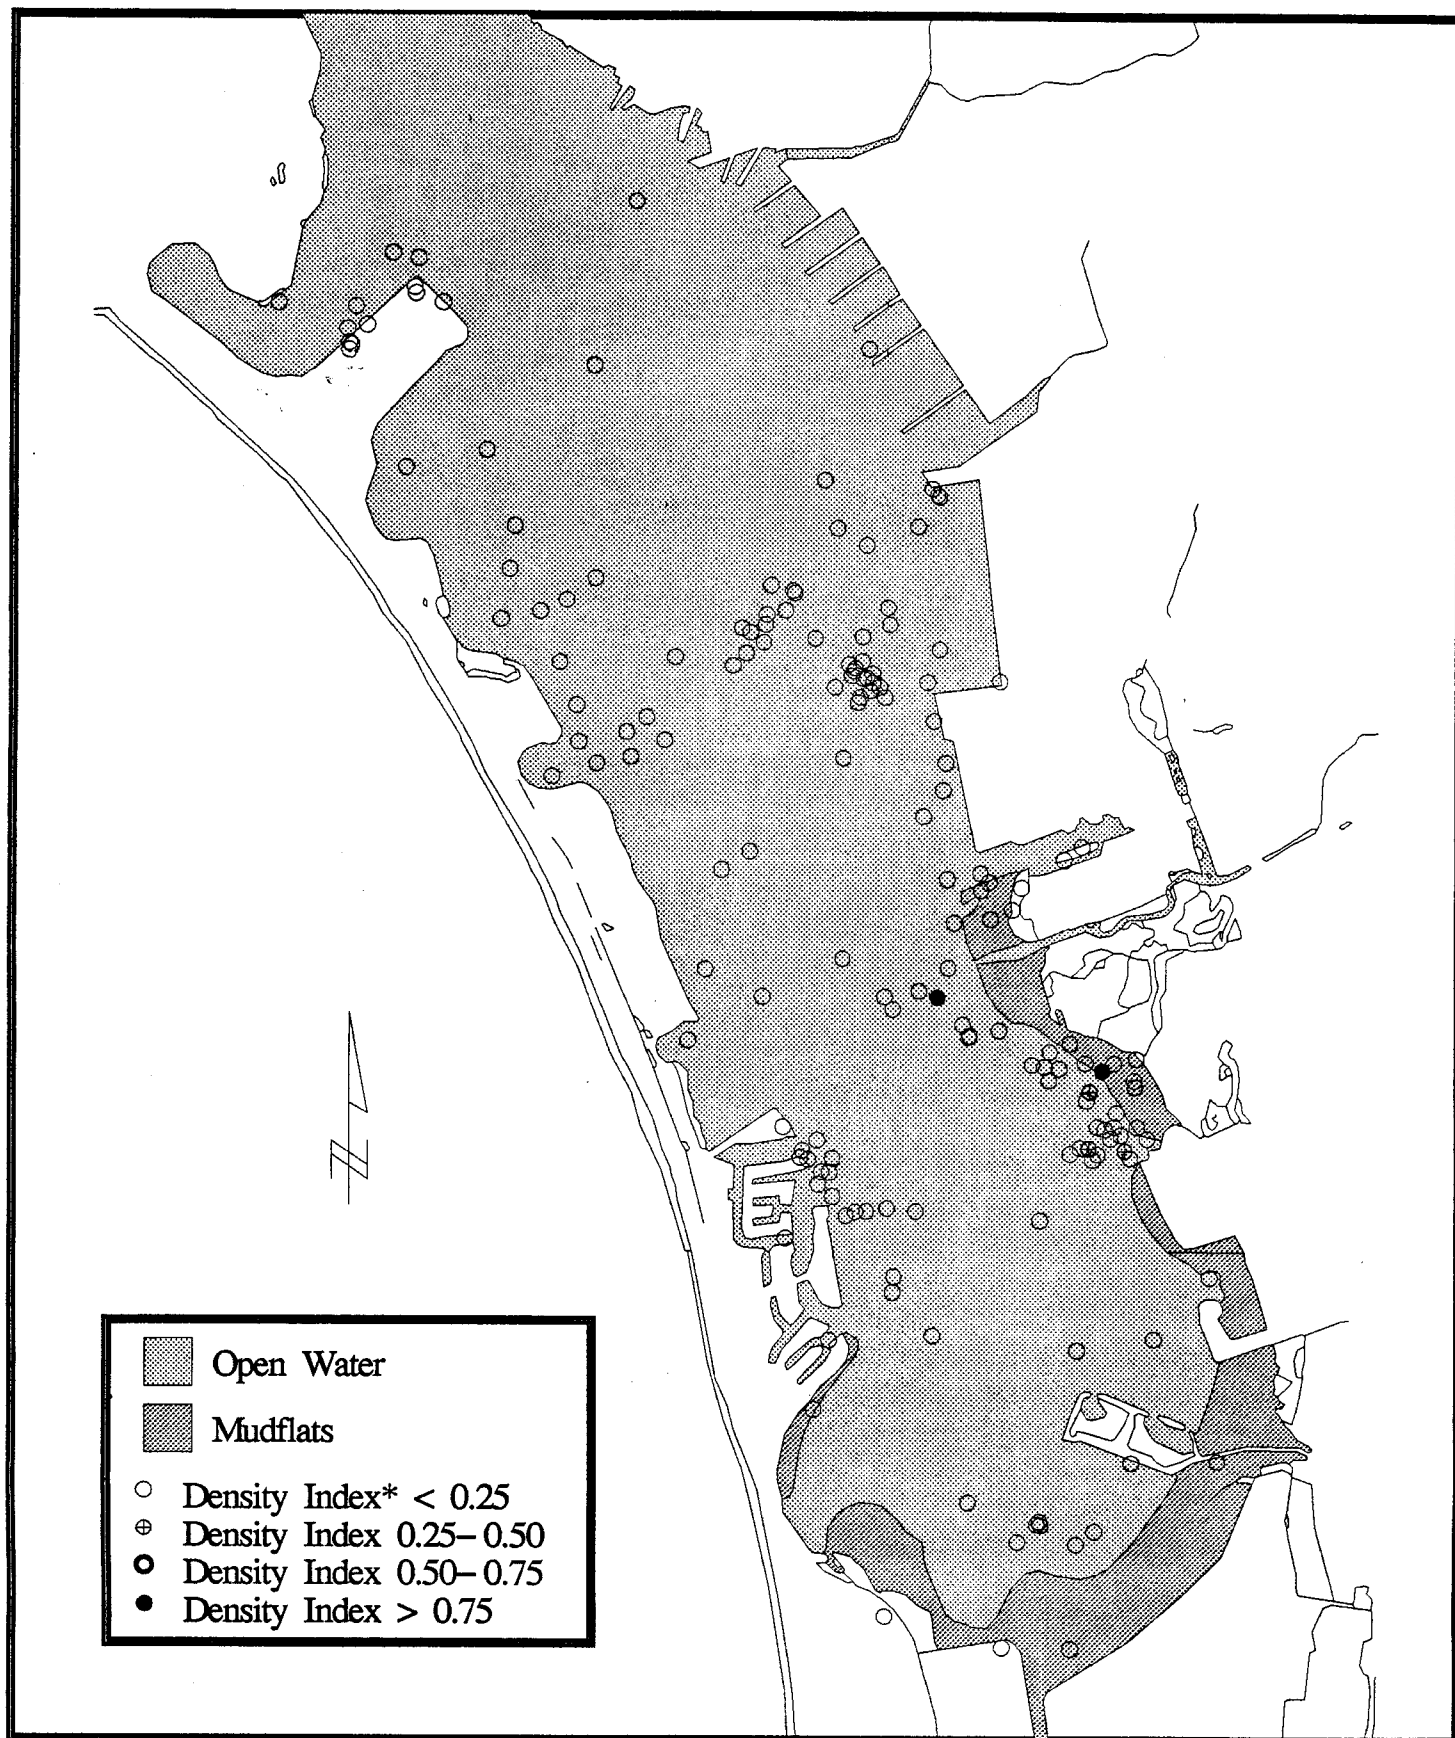 N
Open Water
Mudflats
Density Index* < 0.25
Density Index 0.25–0.50
Density Index 0.50–0.75
Density Index > 0.75